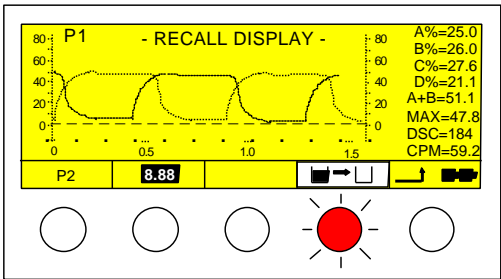 P1 - RECALL DISPLAY -
80 80
60 60
40 40
20 20
0 0
0 0.5 1.0 1.5
A%=25.0
B%=26.0
C%=27.6
D%=21.1
A+B=51.1
MAX=47.8
DSC=184
CPM=59.2
P2 8.88